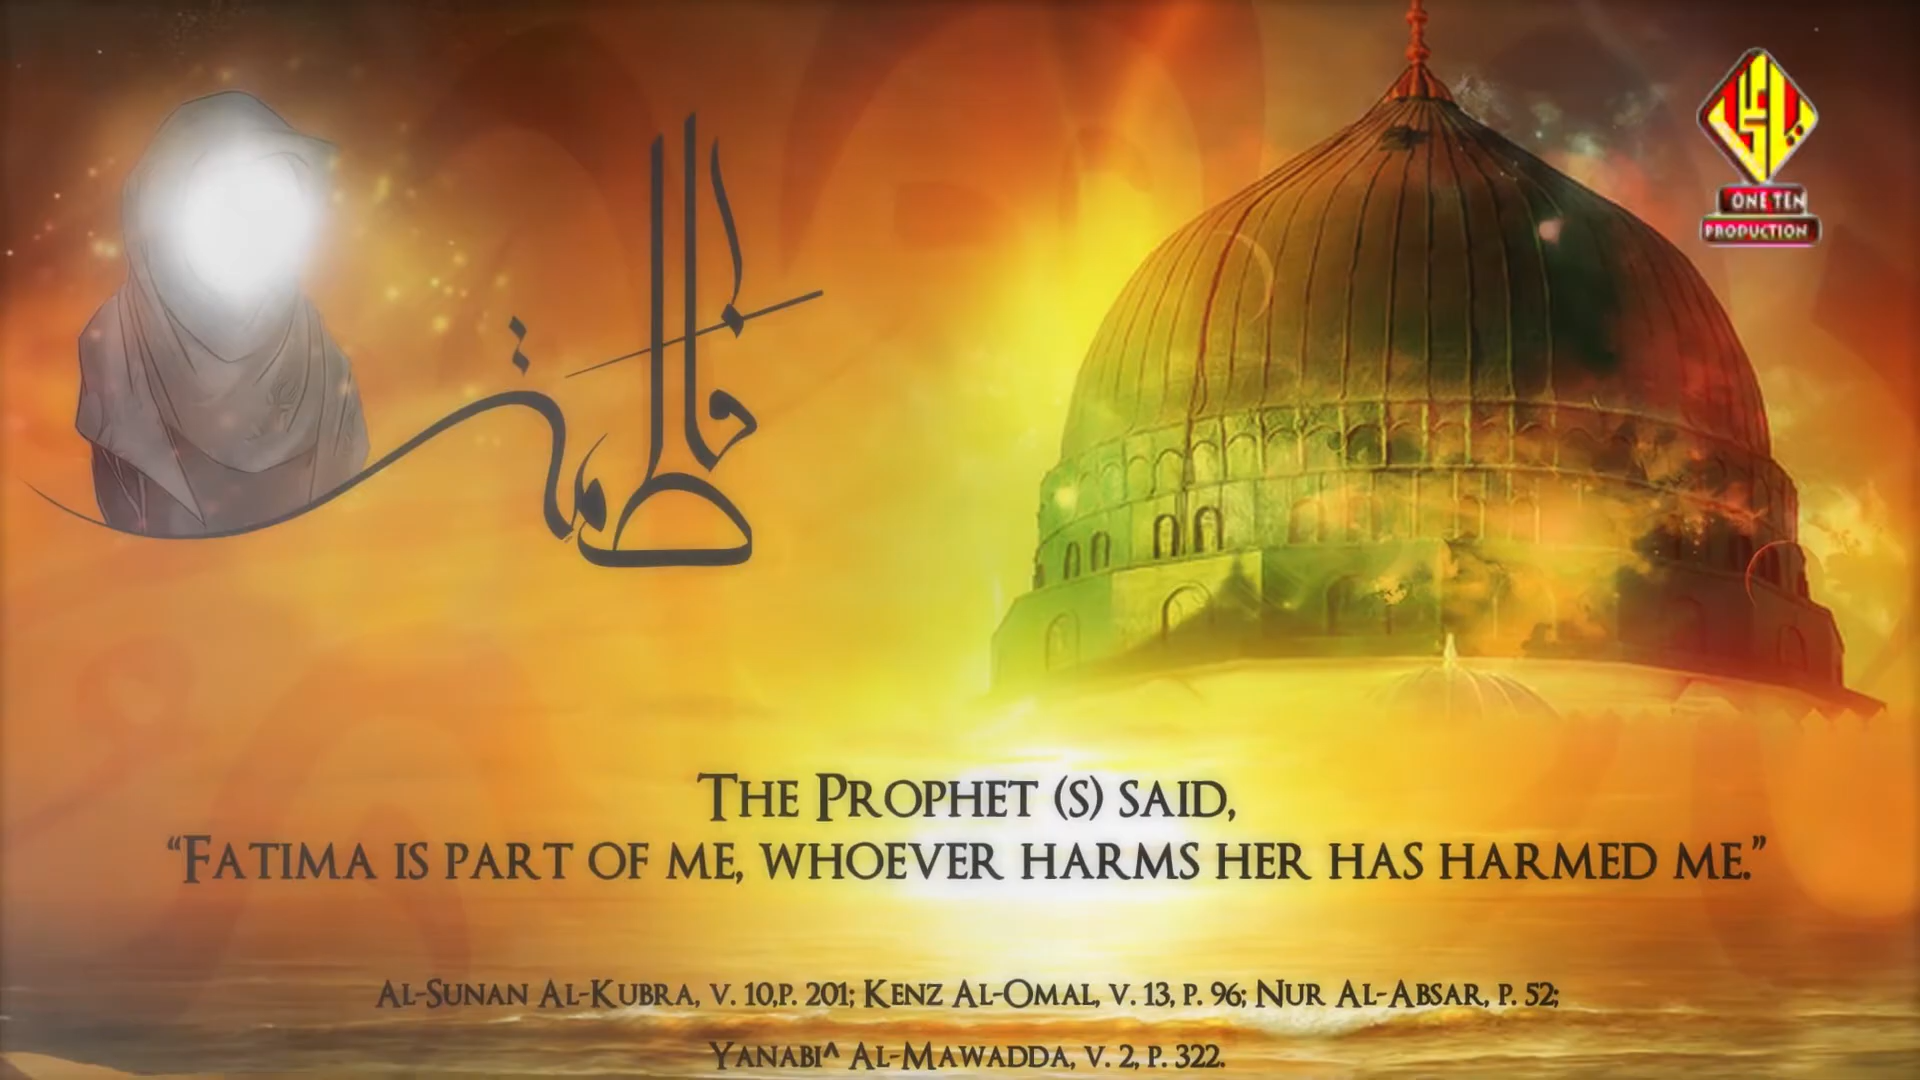 يا علي
ONE TEN
PRODUCTION
فاطمة
THE PROPHET (S) SAID,
“FATIMA IS PART OF ME, WHOEVER HARMS HER HAS HARMED ME.”
AL-SUNAN AL-KUBRA, V. 10,P. 201; KENZ AL-OMAL, V. 13, P. 96; NUR AL-ABSAR, P. 52;
YANABI^ AL-MAWADDA, V. 2, P. 322.